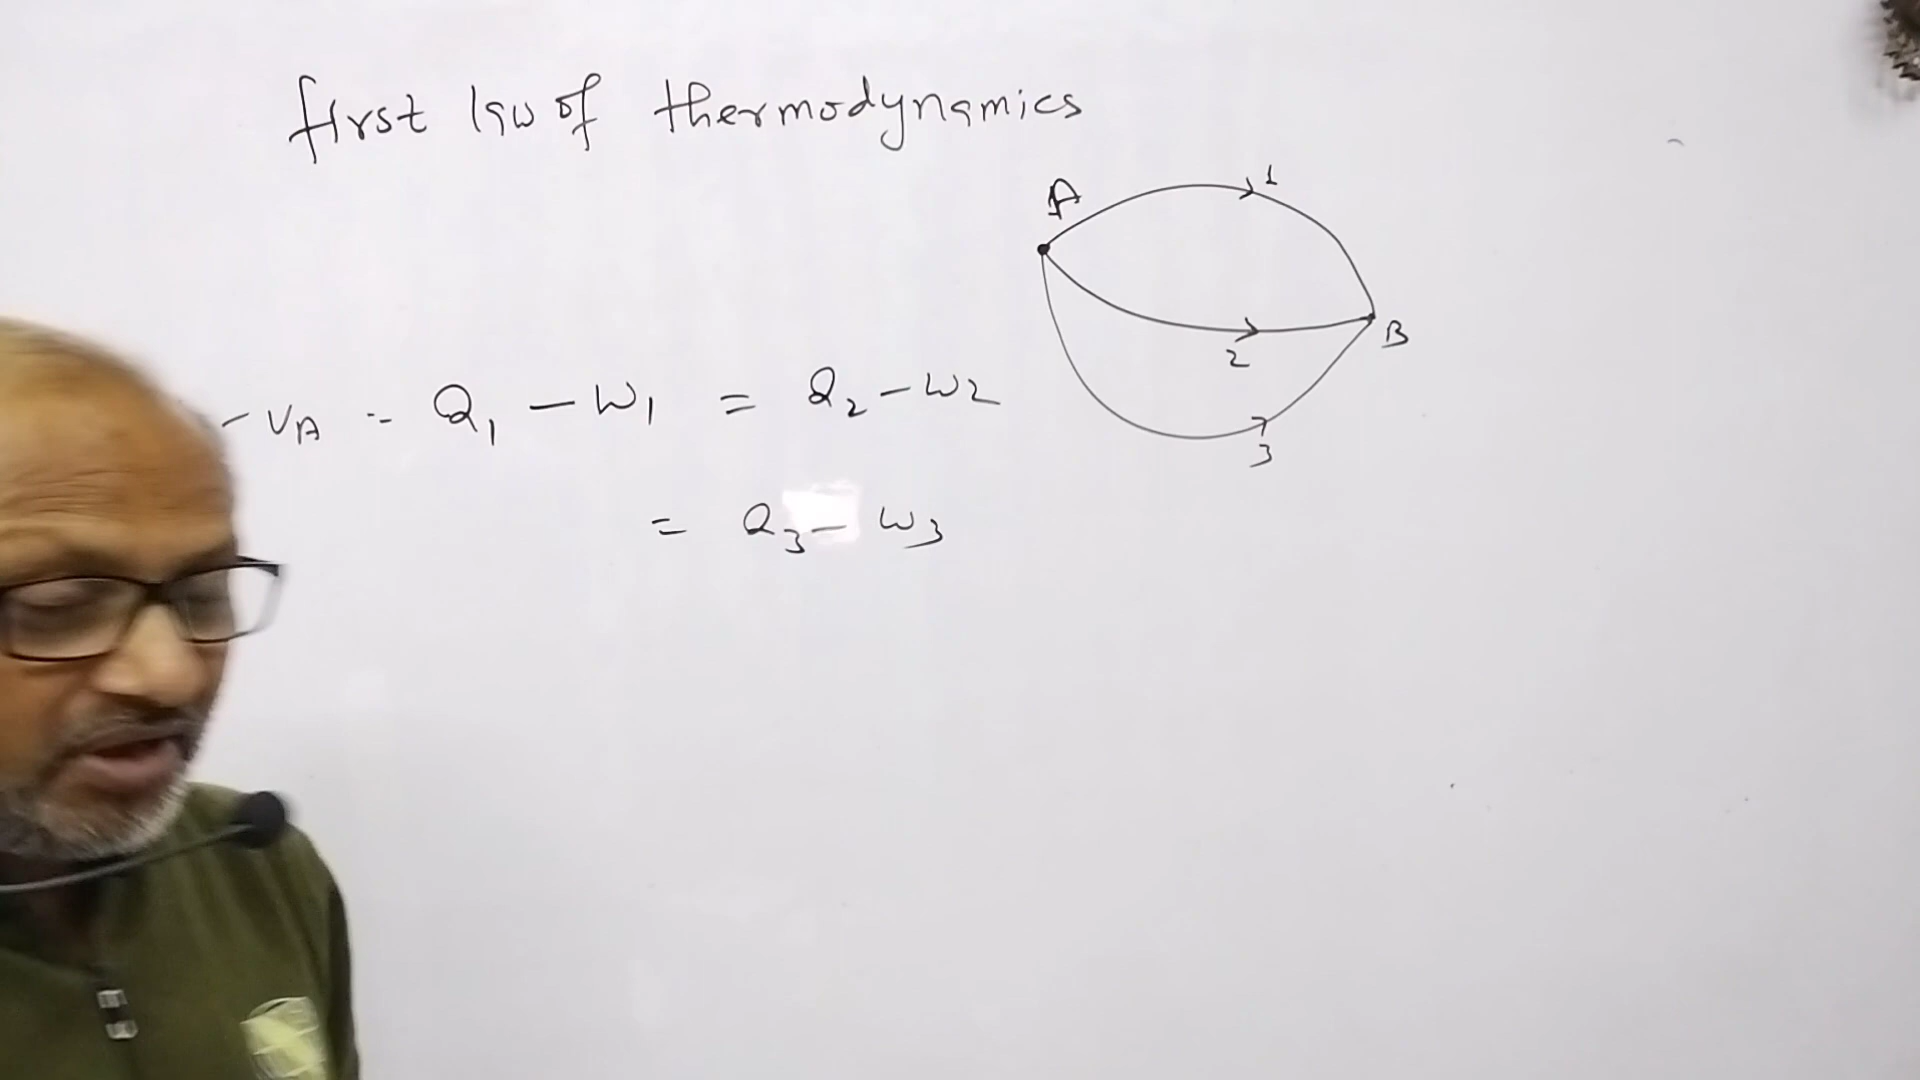 first law of thermodynamics
A
1
2
B
3
- UA = Q1 - W1 = Q2 - W2
= Q3 - W3